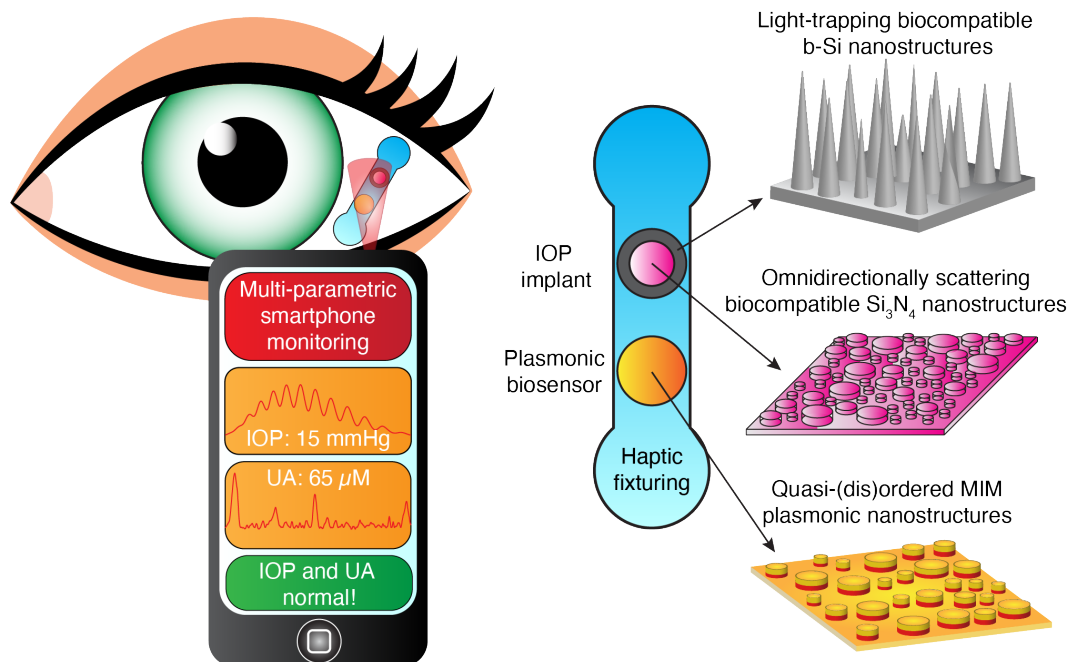 Multi-parametric
smartphone
monitoring
IOP: 15 mmHg
UA: 65 µM
IOP and UA
normal!
IOP
implant
Plasmonic
biosensor
Haptic
fixturing
Light-trapping biocompatible
b-Si nanostructures
Omnidirectionally scattering
biocompatible Si₃N₄ nanostructures
Quasi-(dis)ordered MIM
plasmonic nanostructures